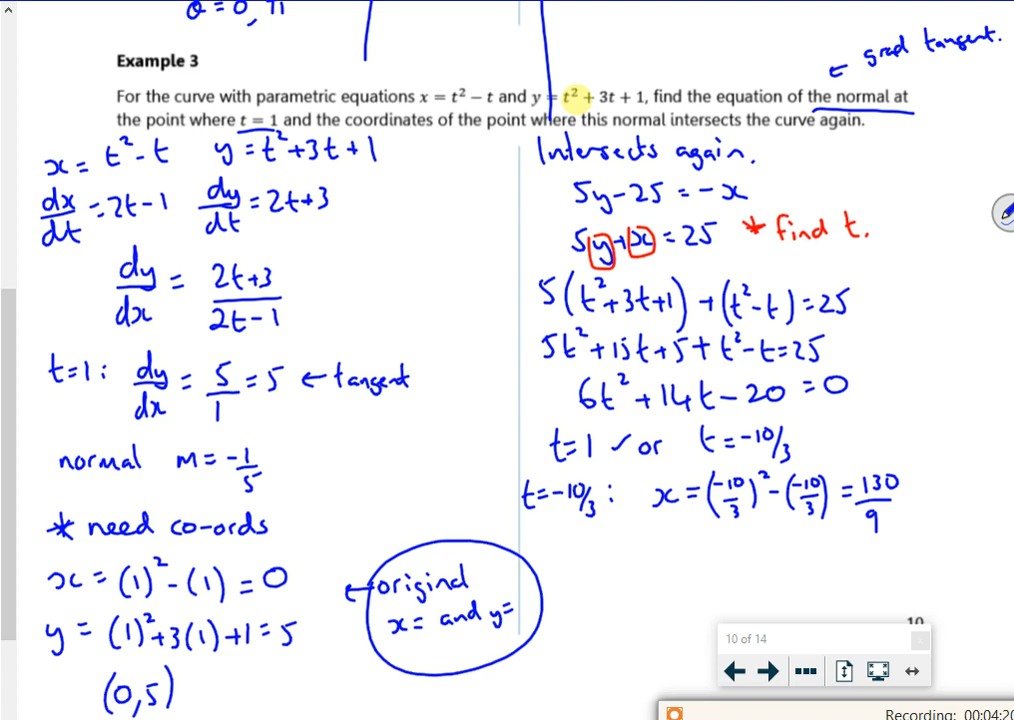 θ = 0, π
Example 3
← grad tangent.
For the curve with parametric equations x = t² − t and y = t² + 3t + 1, find the equation of the normal at
the point where t = 1 and the coordinates of the point where this normal intersects the curve again.
x = t² - t   y = t² + 3t + 1
dx/dt = 2t - 1   dy/dt = 2t + 3
dy/dx = 2t+3/2t-1
t=1: dy/dx = 5/1 = 5 ← tangent
normal m = -1/5
* need co-ords
x = (1)² - (1) = 0
y = (1)² + 3(1) + 1 = 5
(0,5)
← original
x = and y =
Intersects again.
5y - 25 = - x
5y + x = 25 * find t.
5(t² + 3t + 1) + (t² - t) = 25
5t² + 15t + 5 + t² - t = 25
6t² + 14t - 20 = 0
t = 1 ✓ or t = -10/3
t = -10/3 : x = (-10/3)² - (-10/3) = 130/9
10
10 of 14
Recording: 00:04:20